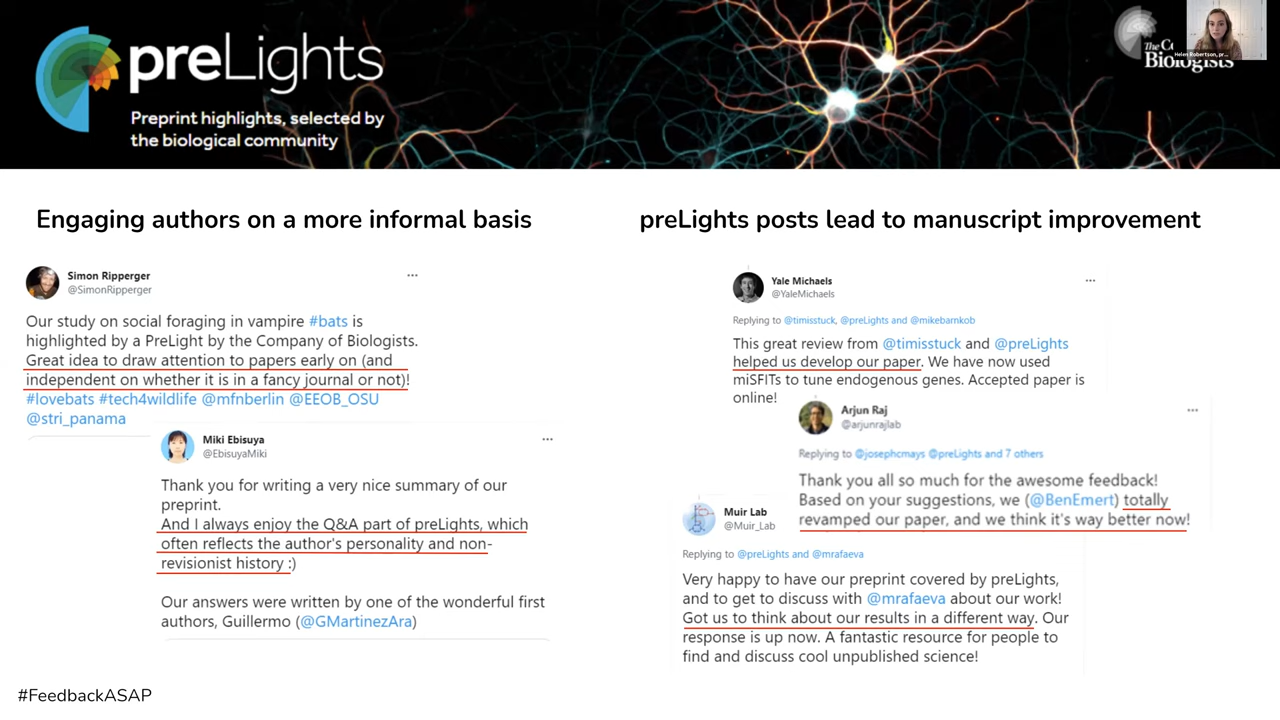 preLights
Preprint highlights, selected by
the biological community
The
Biologists
Helen Robertson, pr...
Engaging authors on a more informal basis
Simon Ripperger
@SimonRipperger
Our study on social foraging in vampire #bats is
highlighted by a PreLight by the Company of Biologists.
Great idea to draw attention to papers early on (and
independent on whether it is in a fancy journal or not)!
#lovebats #tech4wildlife @mfnberlin @EEOB_OSU
@stri_panama
Miki Ebisuya
@EbisuyaMiki
Thank you for writing a very nice summary of our
preprint.
And I always enjoy the Q&A part of preLights, which
often reflects the author's personality and non-
revisionist history :)
Our answers were written by one of the wonderful first
authors, Guillermo (@GMartinezAra)
preLights posts lead to manuscript improvement
Yale Michaels
@YaleMichaels
Replying to @timisstuck, @preLights and @mikebarnkob
This great review from @timisstuck and @preLights
helped us develop our paper. We have now used
miSFITs to tune endogenous genes. Accepted paper is
online!
Arjun Raj
@arjunrajlab
Replying to @josephcmays @preLights and 7 others
Thank you all so much for the awesome feedback!
Based on your suggestions, we (@BenEmert) totally
revamped our paper, and we think it's way better now!
Muir Lab
@Muir_Lab
Replying to @preLights and @mrafaeva
Very happy to have our preprint covered by preLights,
and to get to discuss with @mrafaeva about our work!
Got us to think about our results in a different way. Our
response is up now. A fantastic resource for people to
find and discuss cool unpublished science!
#FeedbackASAP